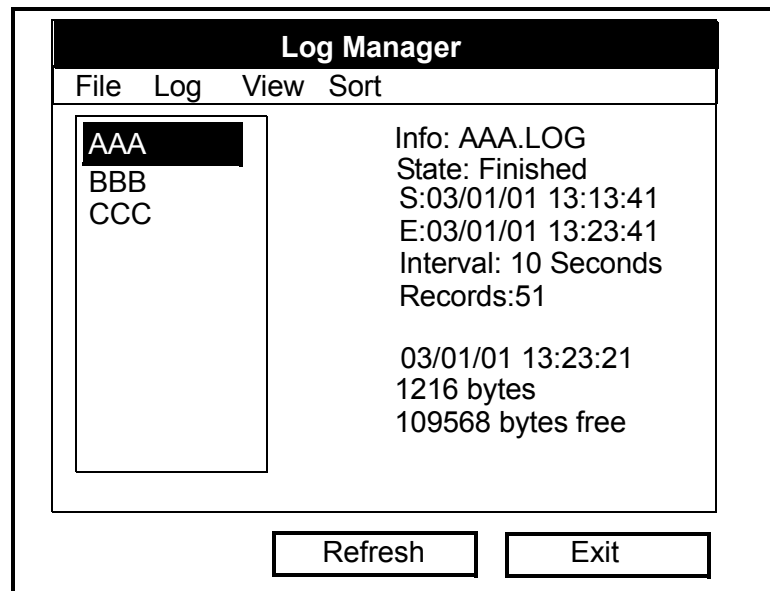 Log Manager
File Log View Sort
AAA
BBB
CCC
Info: AAA.LOG
State: Finished
S:03/01/01 13:13:41
E:03/01/01 13:23:41
Interval: 10 Seconds
Records:51
03/01/01 13:23:21
1216 bytes
109568 bytes free
Refresh
Exit